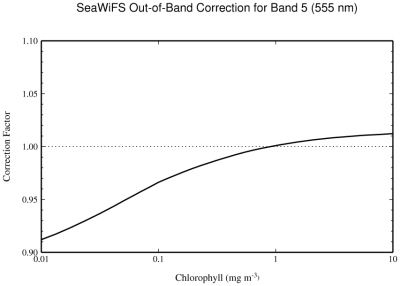 SeaWiFS Out-of-Band Correction for Band 5 (555 nm)
1.10
1.05
1.00
0.95
0.90
Correction Factor
0.01 0.1 1 10
Chlorophyll (mg m⁻³)